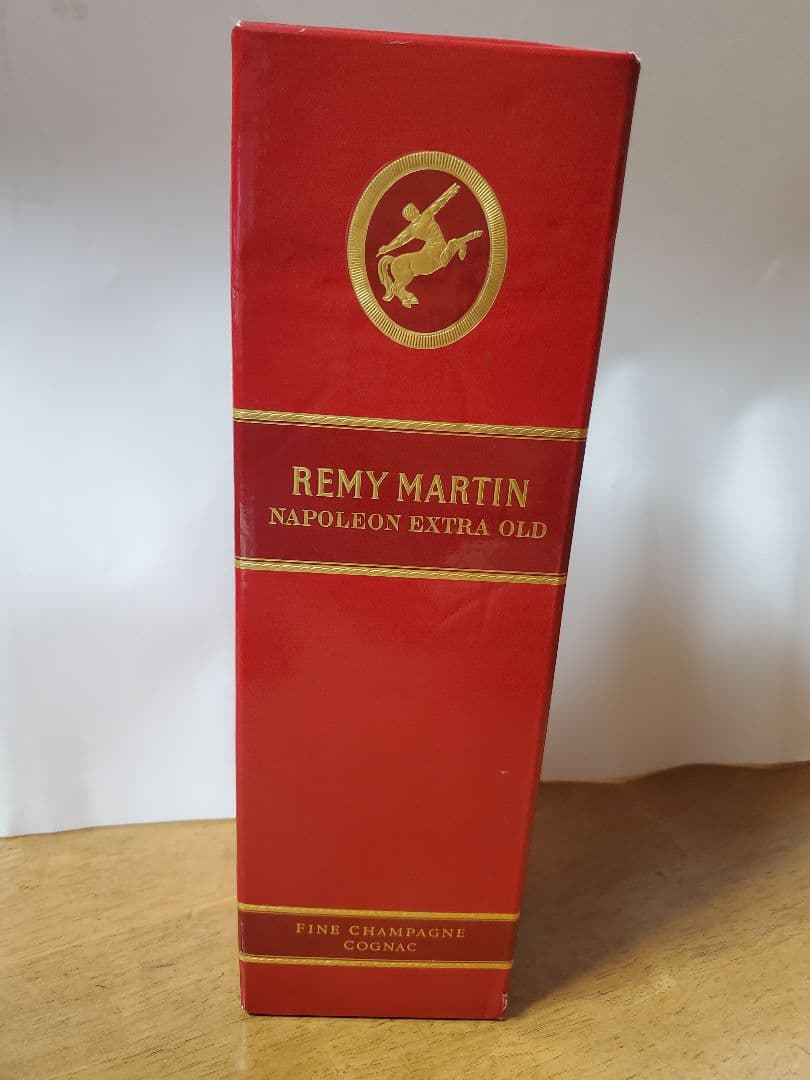 REMY MARTIN
NAPOLEON EXTRA OLD
FINE CHAMPAGNE
COGNAC